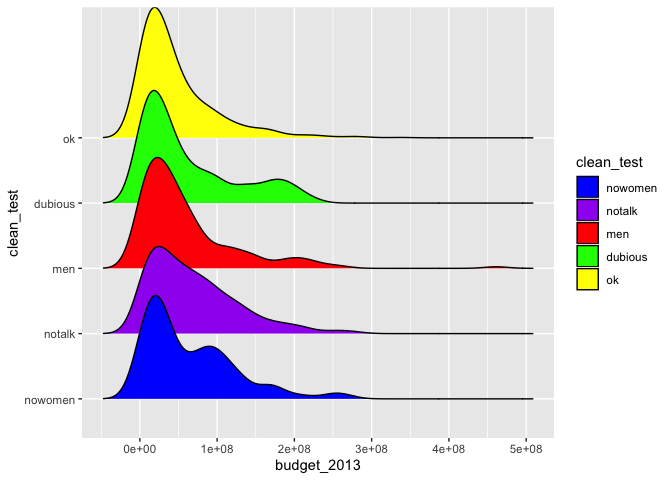 ok
dubious
men
notalk
nowomen
clean_test
0e+00 1e+08 2e+08 3e+08 4e+08 5e+08
budget_2013
clean_test
nowomen
notalk
men
dubious
ok